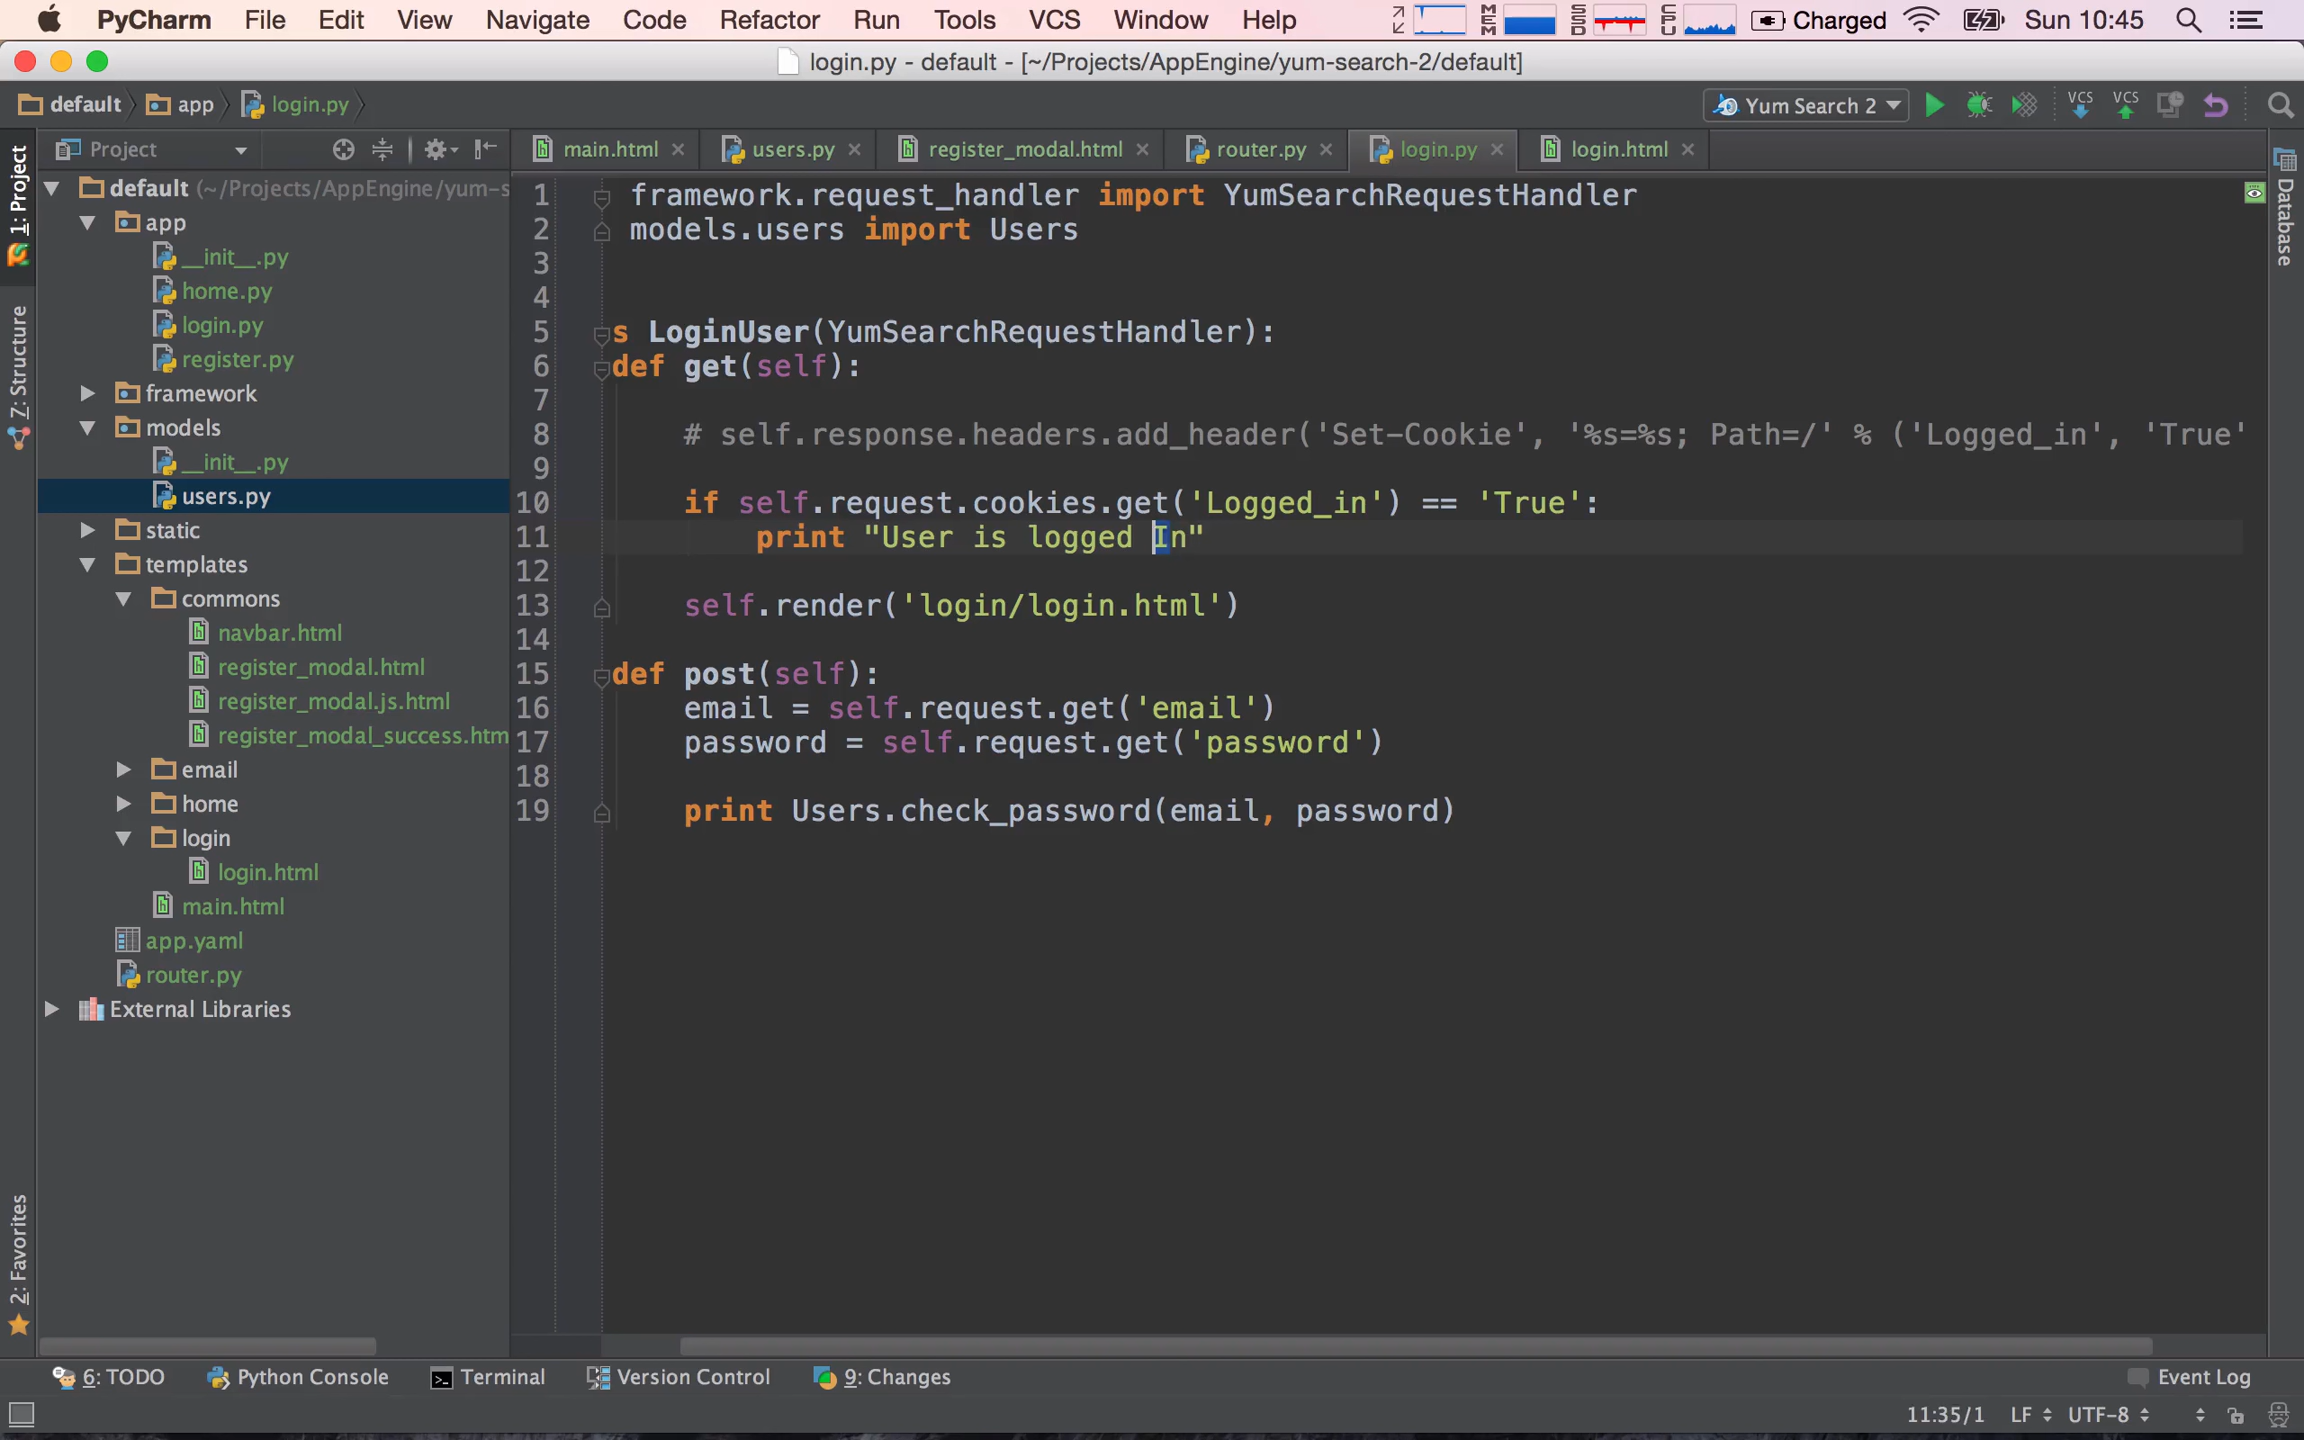 PyCharm File Edit View Navigate Code Refactor Run Tools VCS Window Help Charged Sun 10:45
login.py - default - [~/Projects/AppEngine/yum-search-2/default]
default app login.py Yum Search 2 VCS VCS
Project main.html users.py register_modal.html router.py login.py login.html
1: Project
7: Structure
2: Favorites
Database
default (~/Projects/AppEngine/yum-s
app
__init__.py
home.py
login.py
register.py
framework
models
__init__.py
users.py
static
templates
commons
navbar.html
register_modal.html
register_modal.js.html
register_modal_success.htm
email
home
login
login.html
main.html
app.yaml
router.py
External Libraries
1 framework.request_handler import YumSearchRequestHandler
2 models.users import Users
3
4
5 s LoginUser(YumSearchRequestHandler):
6 def get(self):
7
8 # self.response.headers.add_header('Set-Cookie', '%s=%s; Path=/' % ('Logged_in', 'True'
9
10 if self.request.cookies.get('Logged_in') == 'True':
11 print "User is logged In"
12
13 self.render('login/login.html')
14
15 def post(self):
16 email = self.request.get('email')
17 password = self.request.get('password')
18
19 print Users.check_password(email, password)
6: TODO Python Console Terminal Version Control 9: Changes Event Log
11:35/1 LF UTF-8